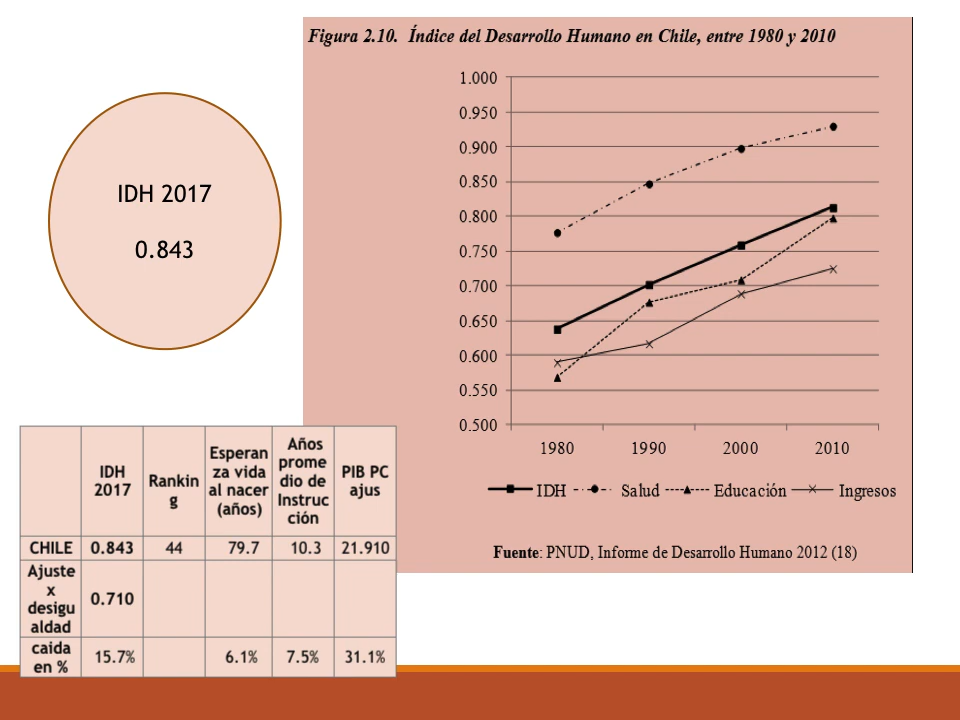 Figura 2.10. Índice del Desarrollo Humano en Chile, entre 1980 y 2010
1.000
0.950
0.900
0.850
0.800
0.750
0.700
0.650
0.600
0.550
0.500
1980 1990 2000 2010
IDH Salud Educación Ingresos
Fuente: PNUD, Informe de Desarrollo Humano 2012 (18)
IDH 2017
0.843
IDH
2017
Rankin
g
Esperan
za vida
al nacer
(años)
Años
prome
dio de
Instruc
ción
PIB PC
ajus
CHILE 0.843 44 79.7 10.3 21.910
Ajuste
x
desigu
aldad
0.710
caida
en %
15.7% 6.1% 7.5% 31.1%